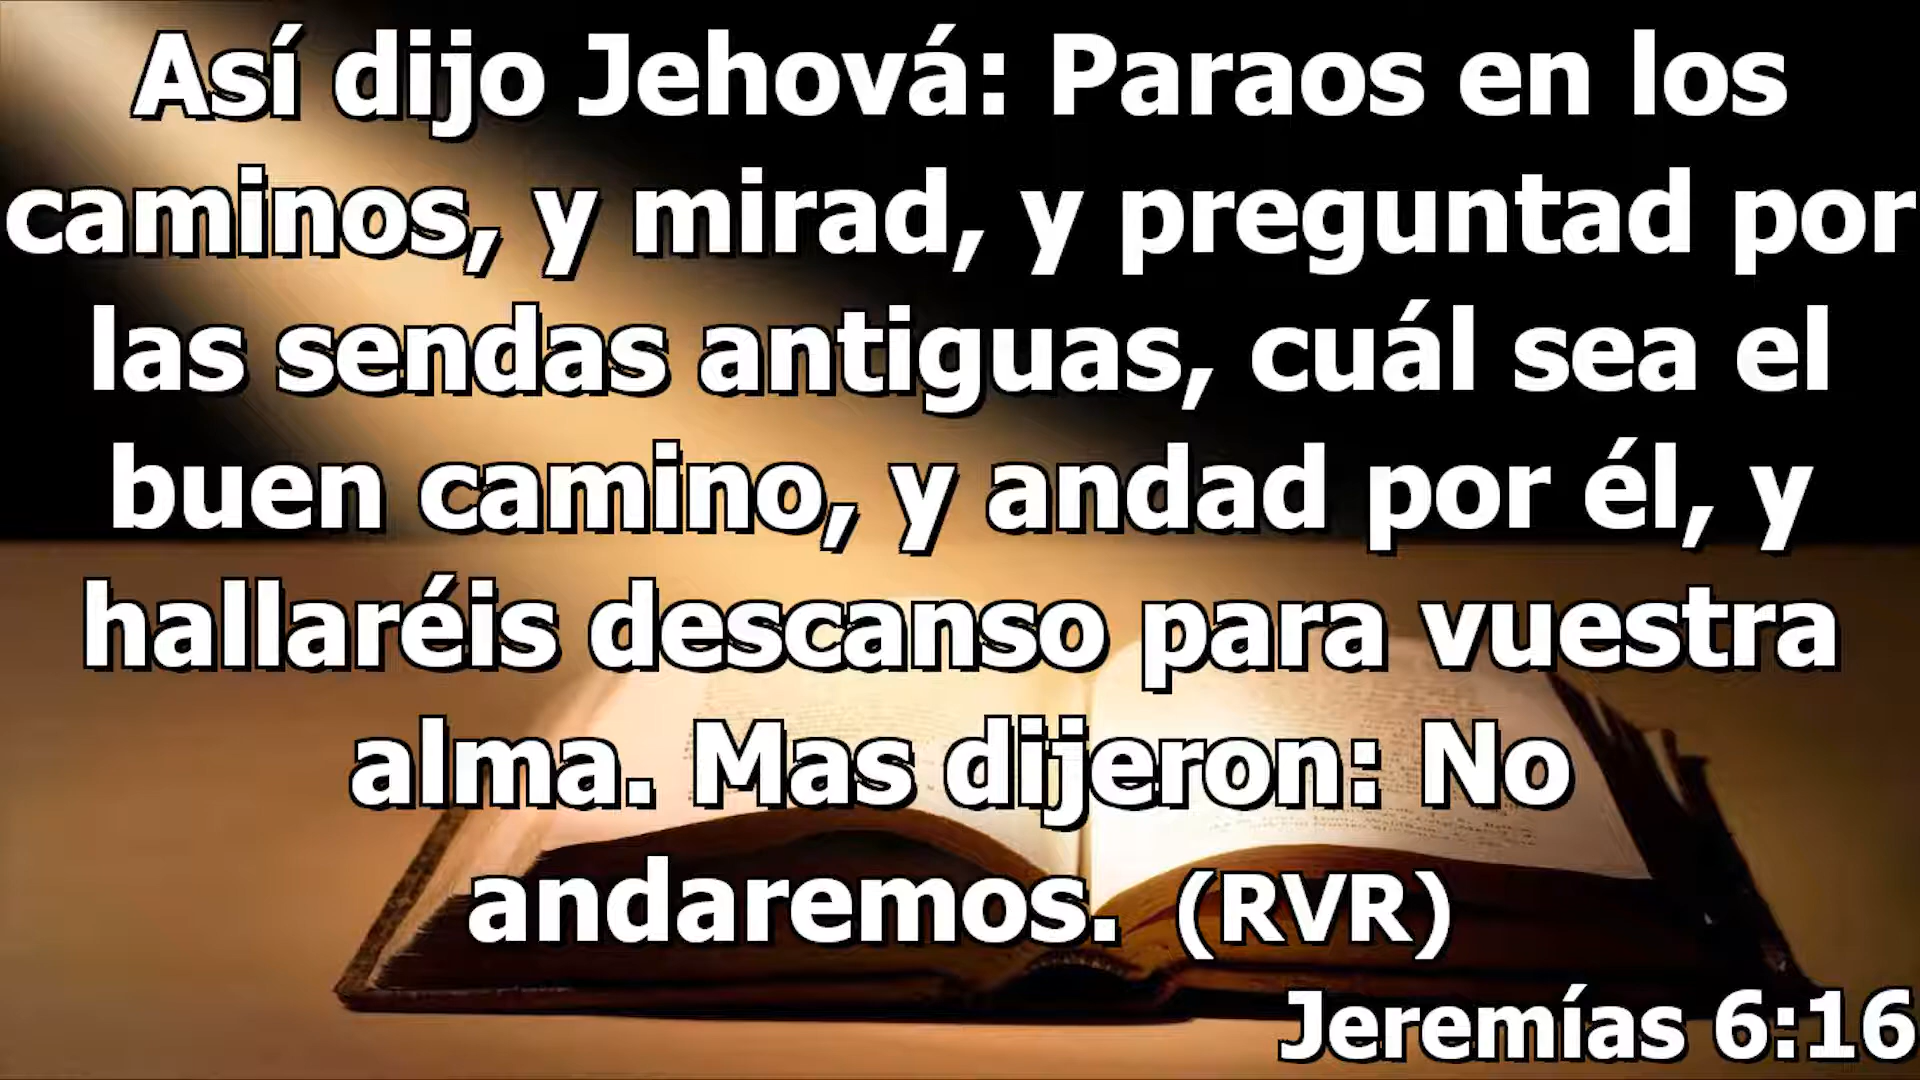 Así dijo Jehová: Paraos en los
caminos, y mirad, y preguntad por
las sendas antiguas, cuál sea el
buen camino, y andad por él, y
hallaréis descanso para vuestra
alma. Mas dijeron: No
andaremos. (RVR)
Jeremías 6:16